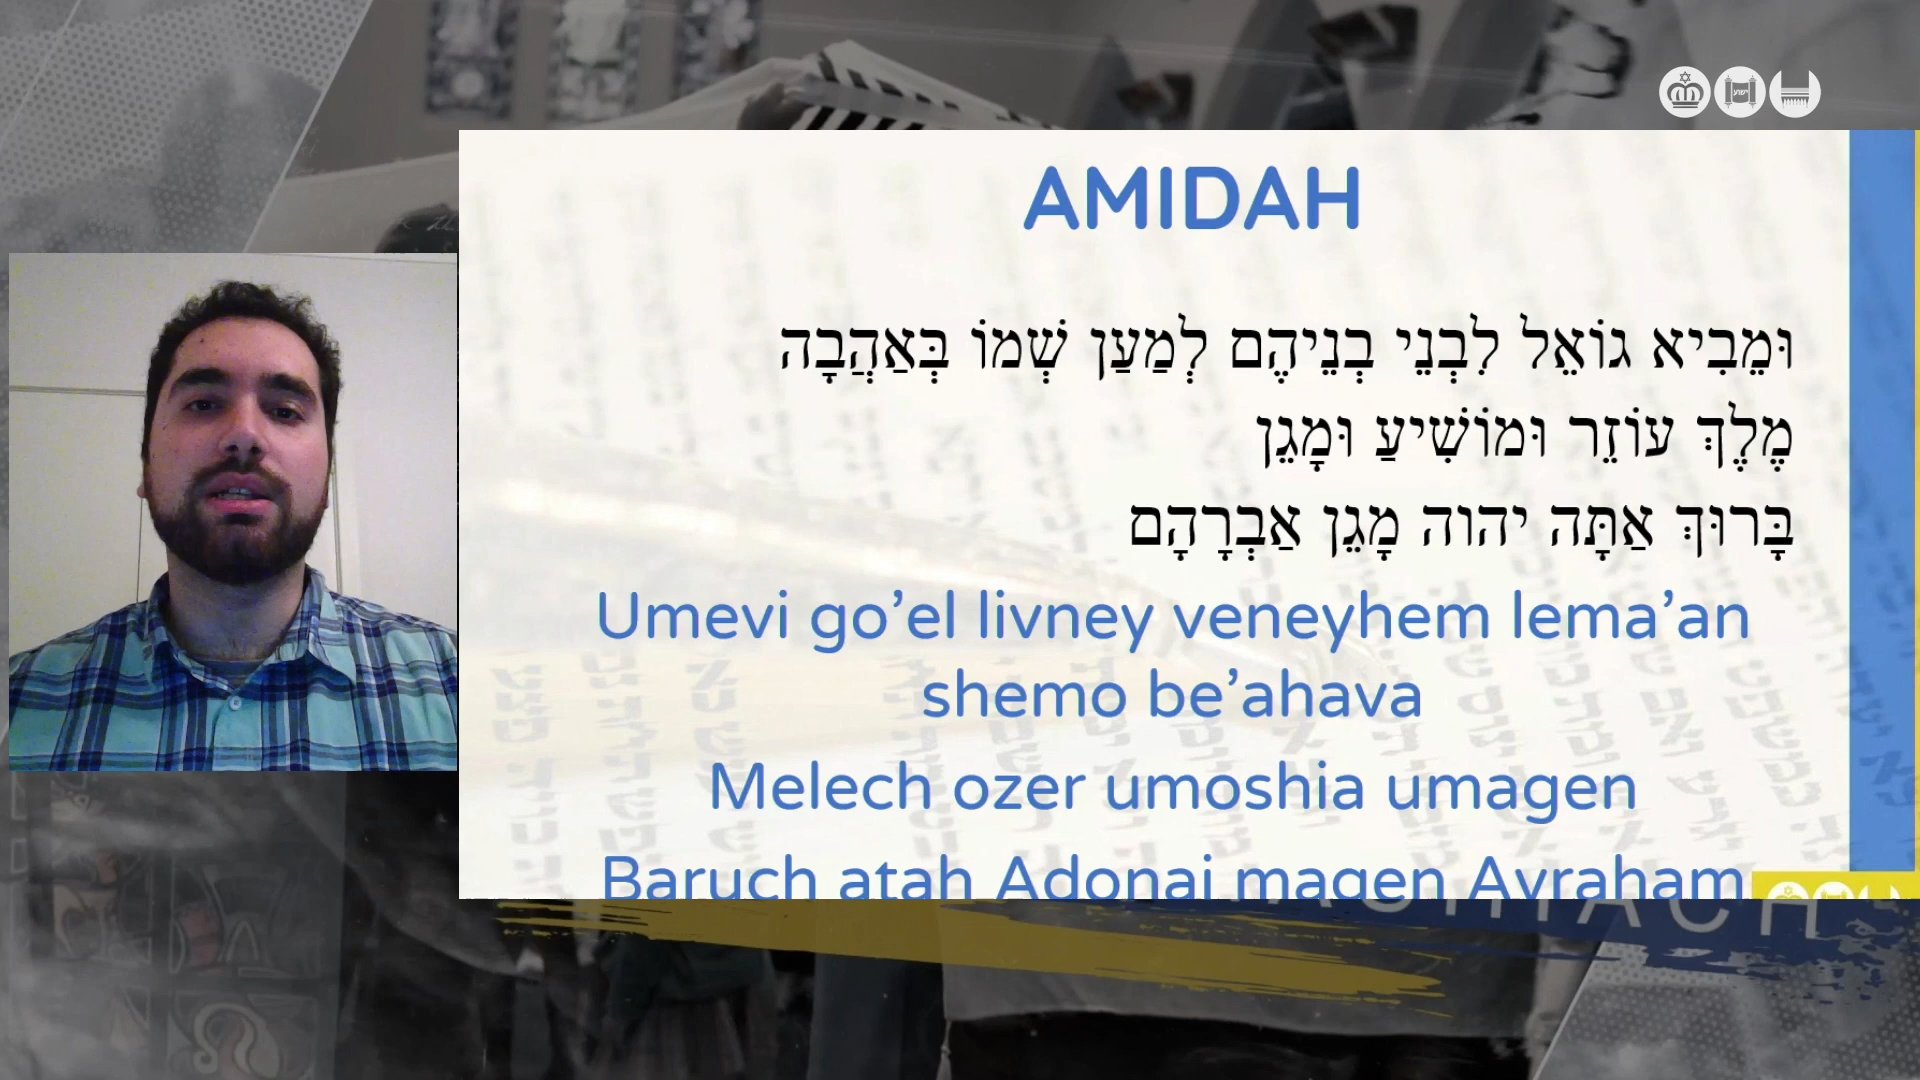 AMIDAH
וּמֵבִיא גוֹאֵל לִבְנֵי בְנֵיהֶם לְמַעַן שְׁמוֹ בְּאַהֲבָה
מֶלֶךְ עוֹזֵר וּמוֹשִׁיעַ וּמָגֵן
בָּרוּךְ אַתָּה יהוה מָגֵן אַבְרָהָם
Umevi go’el livney veneyhem lema’an
shemo be’ahava
Melech ozer umoshia umagen
Baruch atah Adonai magen Avraham